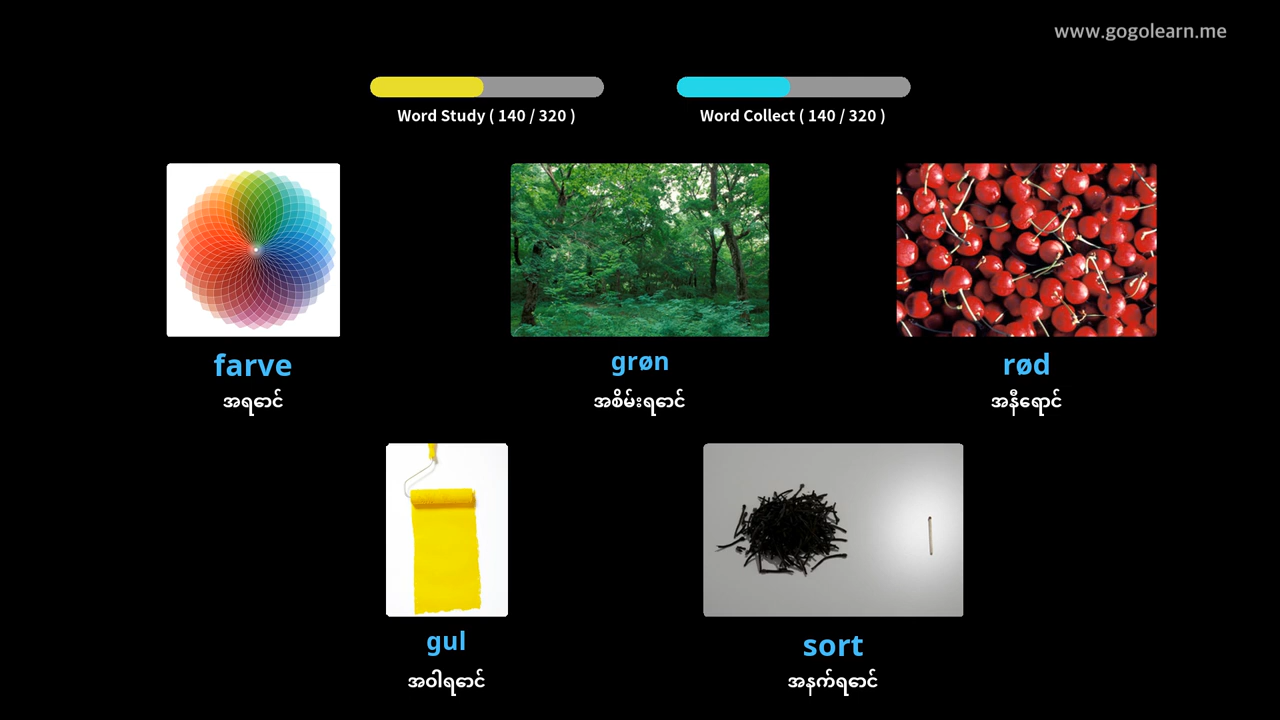 www.gogolearn.me
Word Study ( 140 / 320 )
Word Collect ( 140 / 320 )
farve
အရောင်
grøn
အစိမ်းရောင်
rød
အနီရောင်
gul
အဝါရောင်
sort
အနက်ရောင်